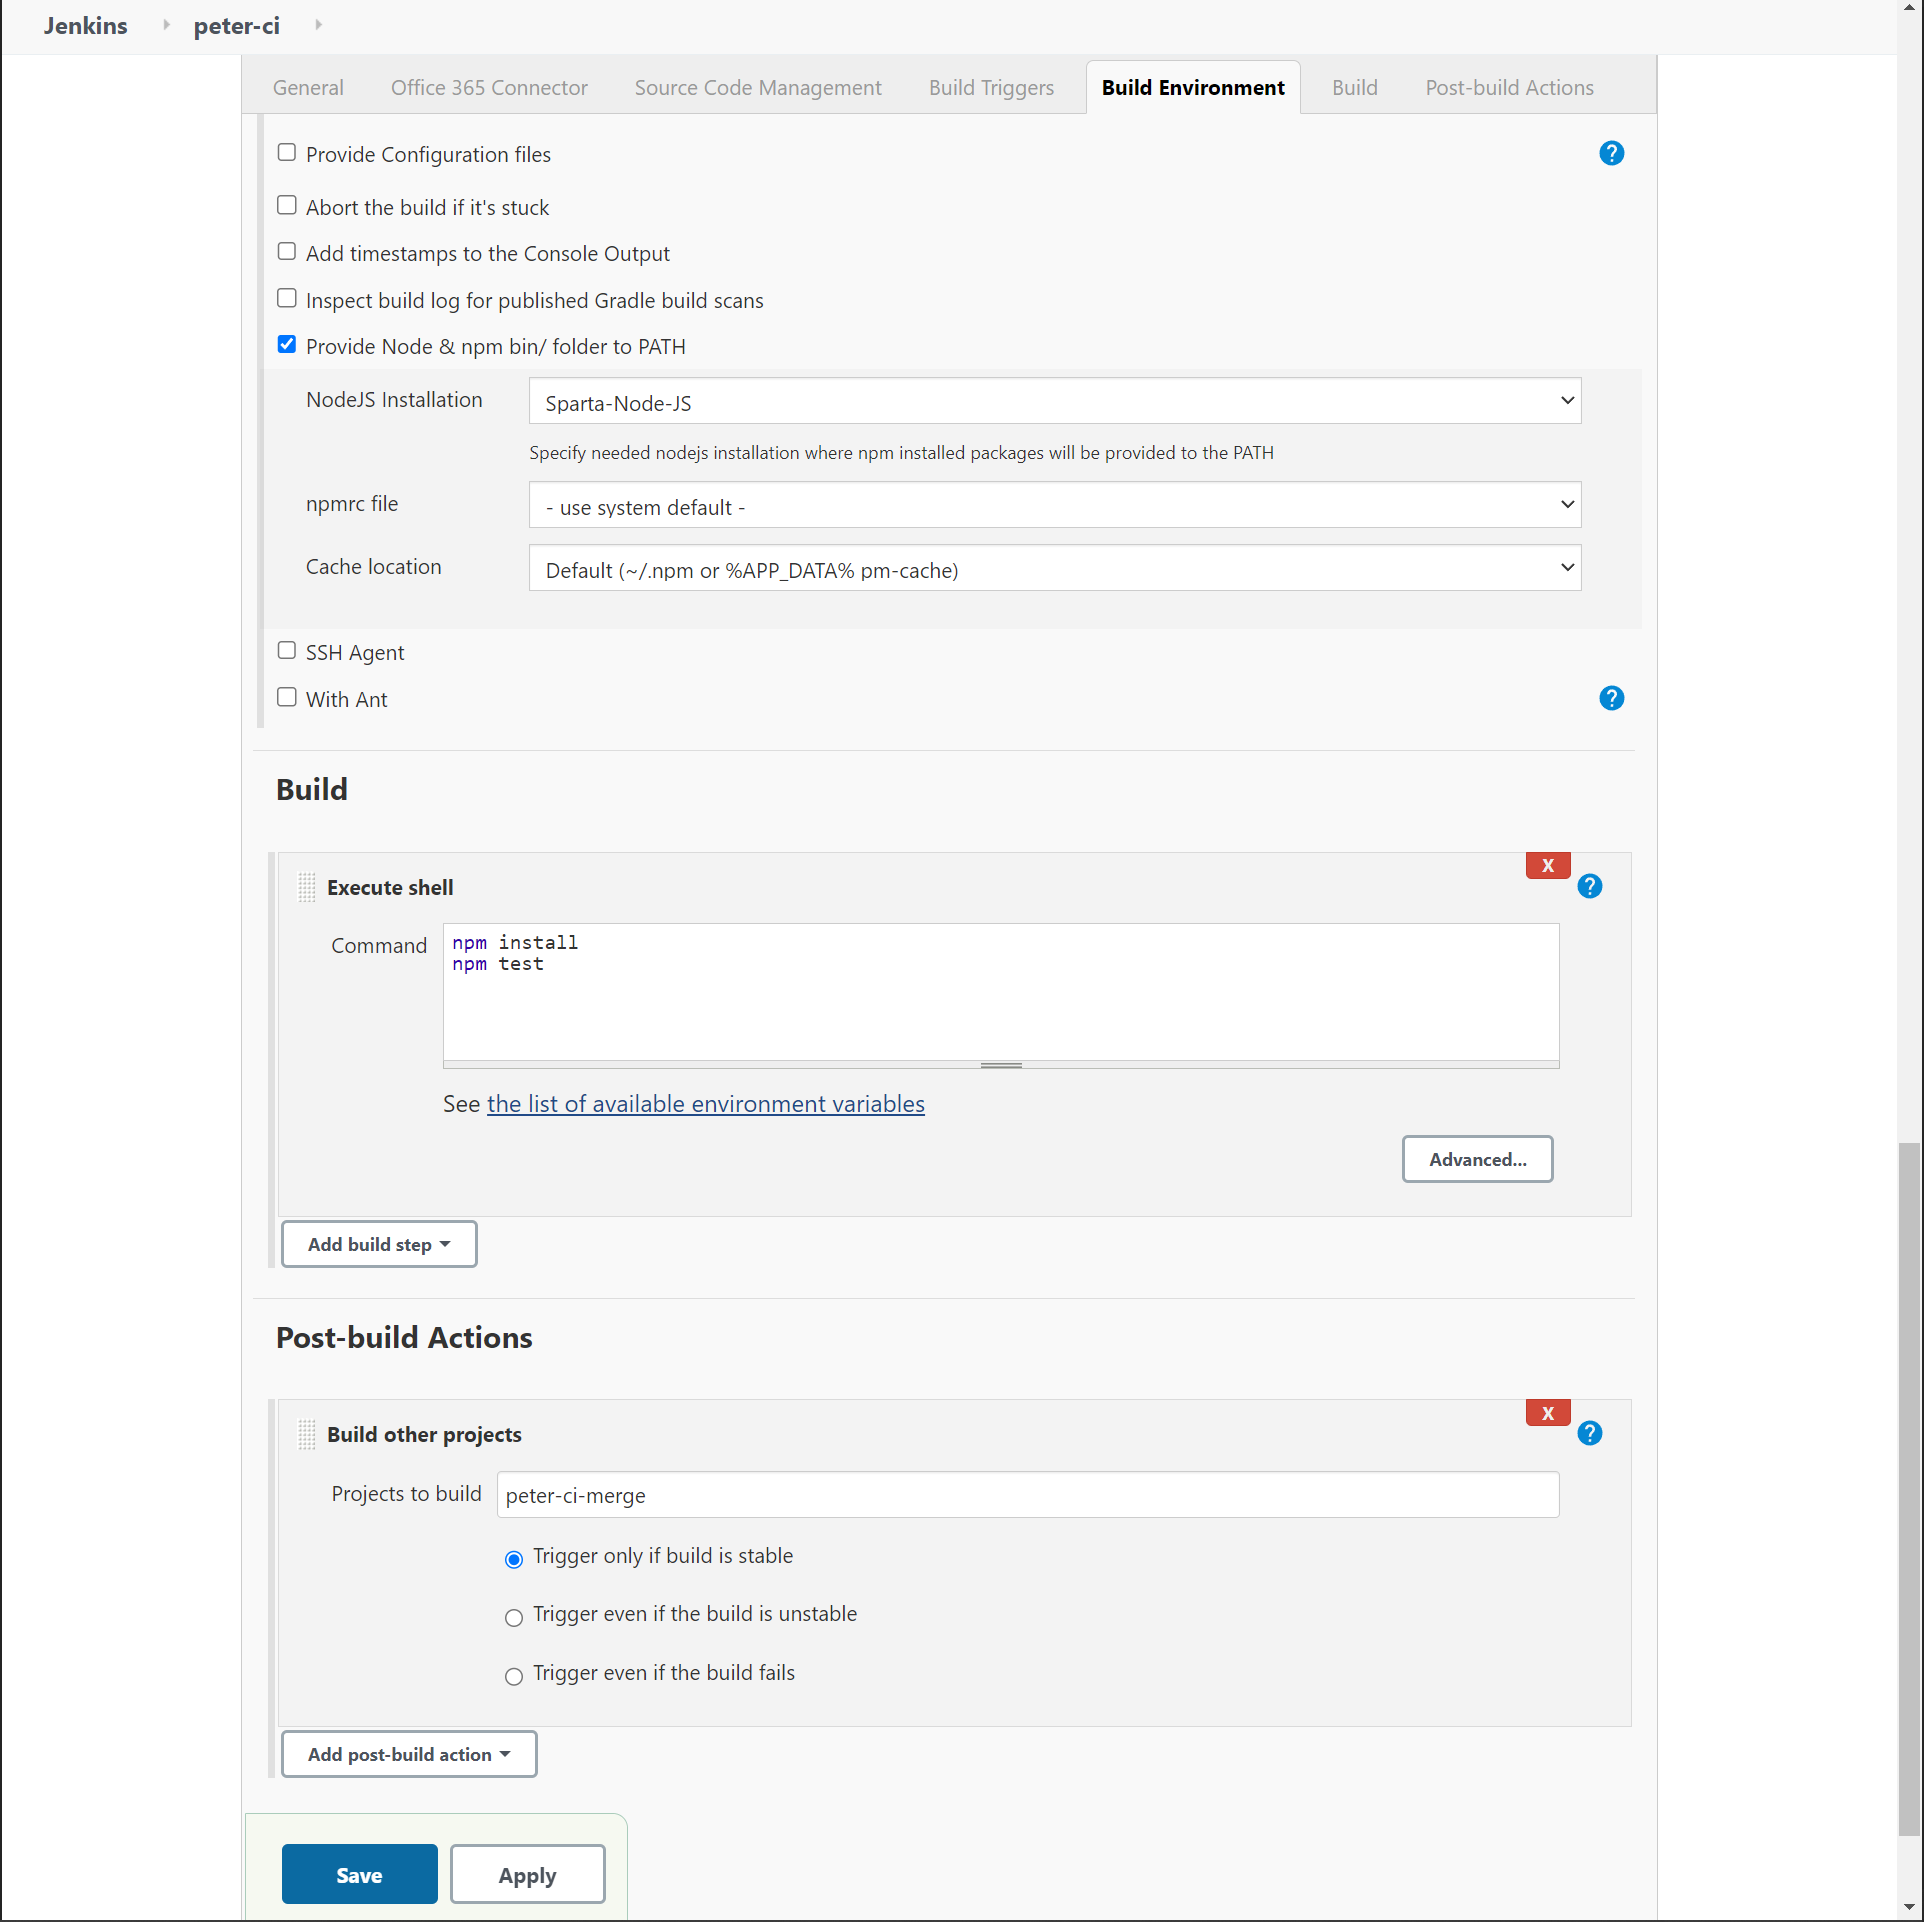 Jenkins peter-ci
General Office 365 Connector Source Code Management Build Triggers Build Environment Build Post-build Actions
Provide Configuration files ?
Abort the build if it's stuck
Add timestamps to the Console Output
Inspect build log for published Gradle build scans
Provide Node & npm bin/ folder to PATH
NodeJS Installation Sparta-Node-JS
Specify needed nodejs installation where npm installed packages will be provided to the PATH
npmrc file - use system default -
Cache location Default (~/.npm or %APP_DATA% pm-cache)
SSH Agent
With Ant ?
Build
X
Execute shell ?
Command npm install
npm test
See the list of available environment variables
Advanced...
Add build step
Post-build Actions
X
Build other projects ?
Projects to build peter-ci-merge
Trigger only if build is stable
Trigger even if the build is unstable
Trigger even if the build fails
Add post-build action
Save Apply